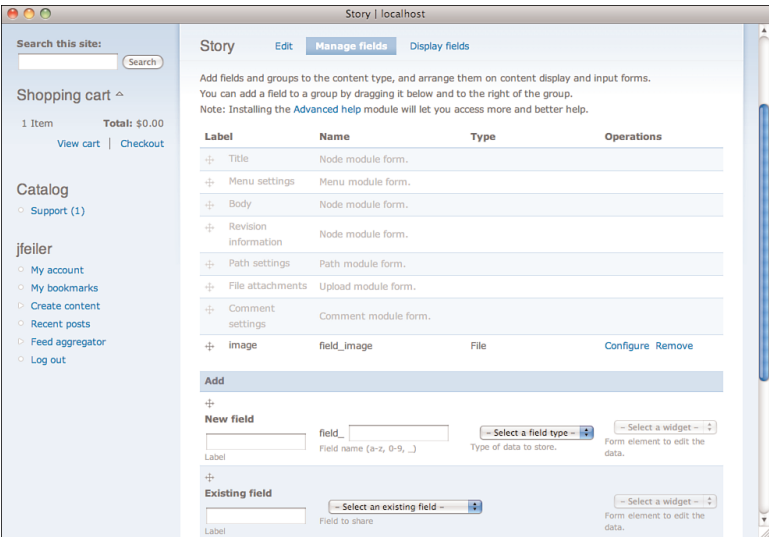 Story | localhost
Search this site:
Search
Shopping cart
1 Item Total: $0.00
View cart | Checkout
Catalog
Support (1)
jfeiler
My account
My bookmarks
Create content
Recent posts
Feed aggregator
Log out
Story Edit Manage fields Display fields
Add fields and groups to the content type, and arrange them on content display and input forms.
You can add a field to a group by dragging it below and to the right of the group.
Note: Installing the Advanced help module will let you access more and better help.
Label Name Type Operations
Title Node module form.
Menu settings Menu module form.
Body Node module form.
Revision
information Node module form.
Path settings Path module form.
File attachments Upload module form.
Comment
settings Comment module form.
image field_image File Configure Remove
Add
New field
field_ – Select a field type – – Select a widget –
Label Field name (a-z, 0-9, _) Type of data to store. Form element to edit the
data.
Existing field
– Select an existing field – – Select a widget –
Label Field to share Form element to edit the
data.